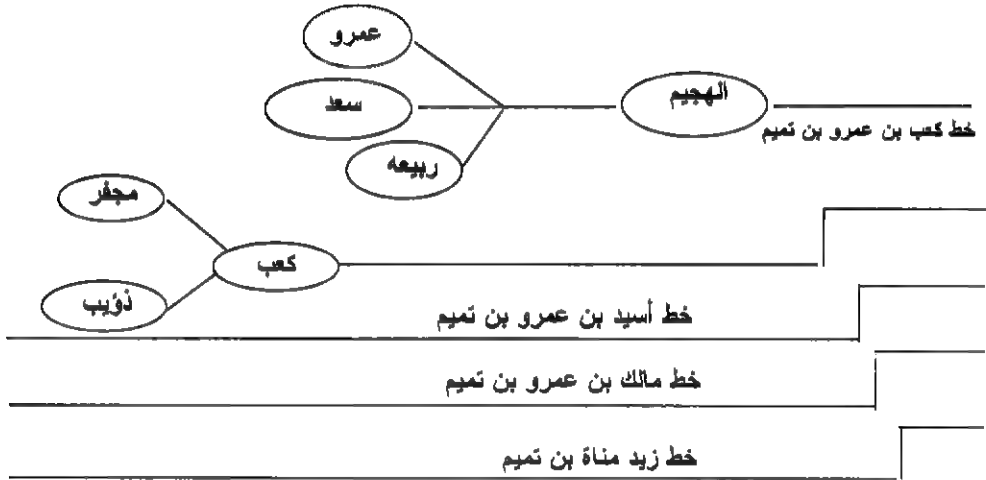 عمرو
الهجيم
سعد
خط كعب بن عمرو بن تميم
ربيعه
مجفر
كعب
ذؤيب
خط أسيد بن عمرو بن تميم
خط مالك بن عمرو بن تميم
خط زيد مناة بن تميم